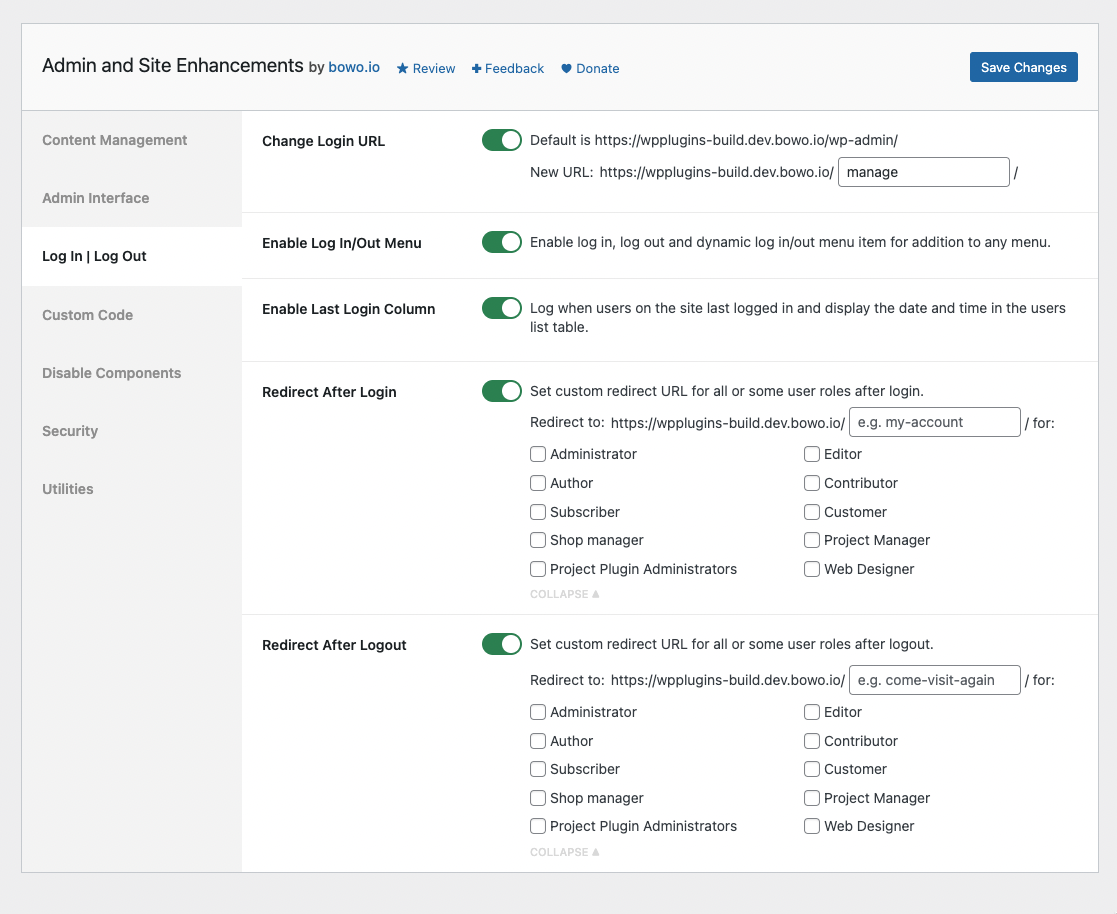 Admin and Site Enhancements by bowo.io Review Feedback Donate
Save Changes
Content Management
Admin Interface
Log In | Log Out
Custom Code
Disable Components
Security
Utilities
Change Login URL
Default is https://wpplugins-build.dev.bowo.io/wp-admin/
New URL: https://wpplugins-build.dev.bowo.io/ manage /
Enable Log In/Out Menu
Enable log in, log out and dynamic log in/out menu item for addition to any menu.
Enable Last Login Column
Log when users on the site last logged in and display the date and time in the users
list table.
Redirect After Login
Set custom redirect URL for all or some user roles after login.
Redirect to: https://wpplugins-build.dev.bowo.io/ e.g. my-account / for:
Administrator Editor
Author Contributor
Subscriber Customer
Shop manager Project Manager
Project Plugin Administrators Web Designer
COLLAPSE ▲
Redirect After Logout
Set custom redirect URL for all or some user roles after logout.
Redirect to: https://wpplugins-build.dev.bowo.io/ e.g. come-visit-again / for:
Administrator Editor
Author Contributor
Subscriber Customer
Shop manager Project Manager
Project Plugin Administrators Web Designer
COLLAPSE ▲